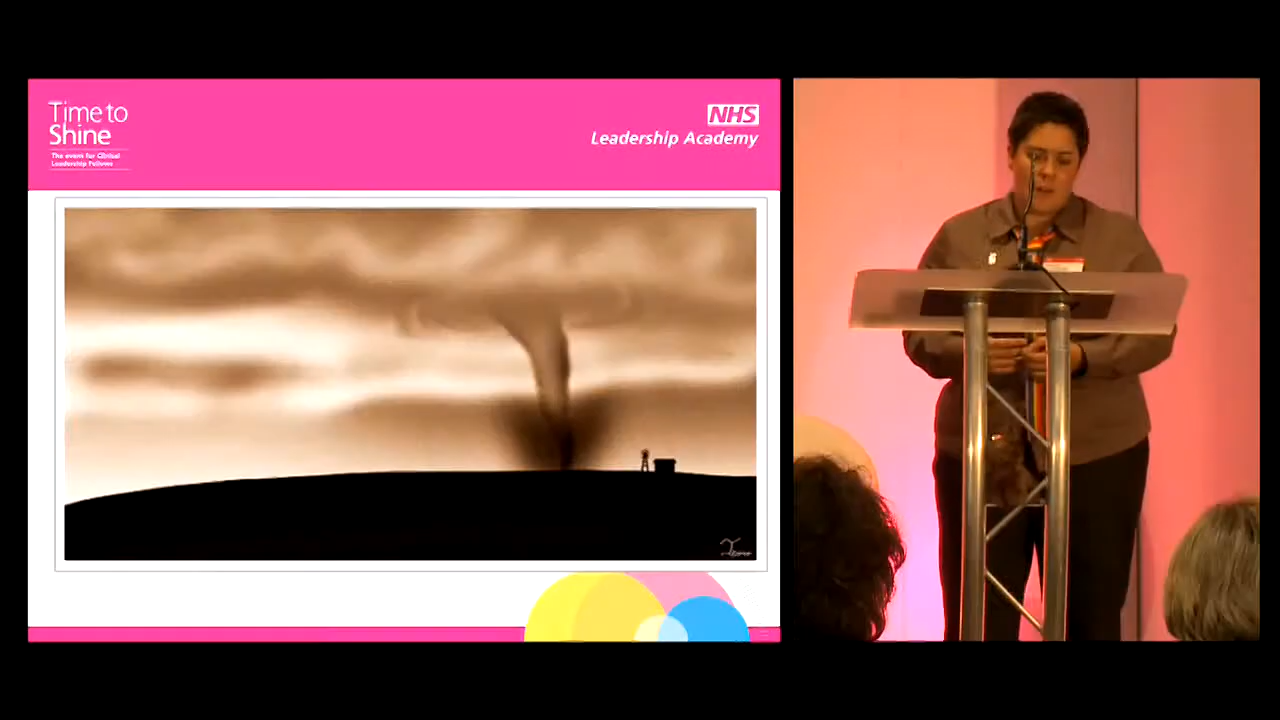 Time to
Shine
The event for Clinical
Leadership Fellows
NHS
Leadership Academy